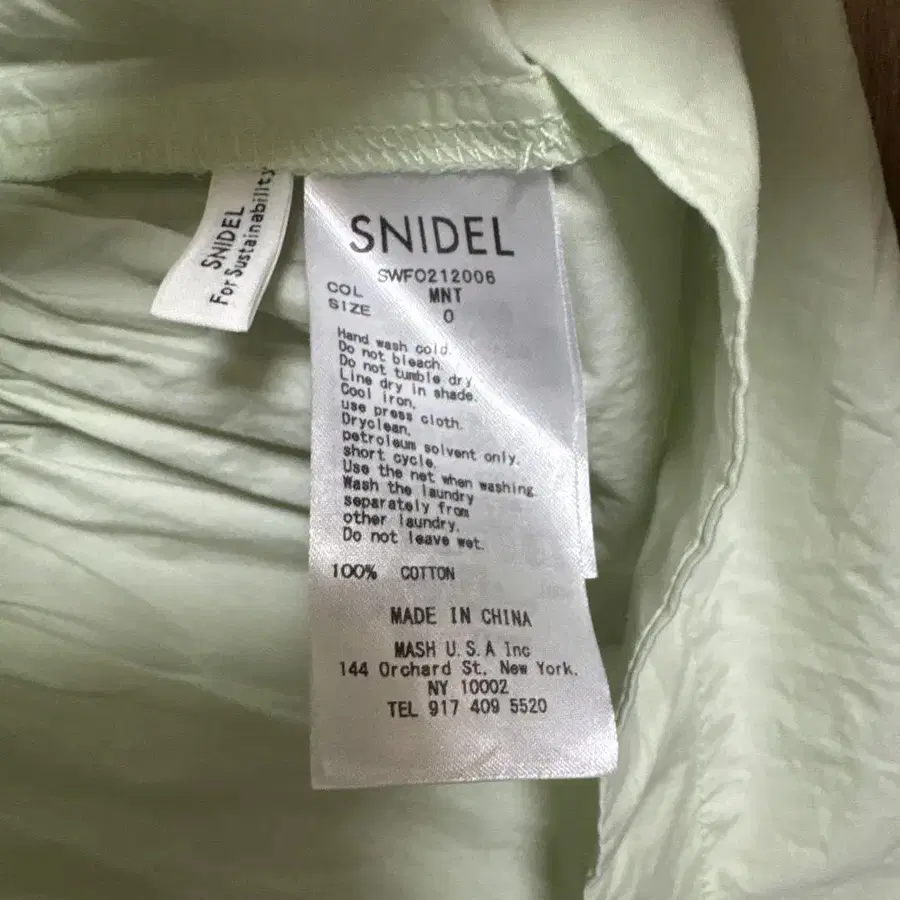 SNIDEL
For Sustainability
SNIDEL
SWFO212006
COL MNT
SIZE 0
Hand wash cold.
Do not bleach.
Do not tumble dry.
Line dry in shade.
Cool iron,
use press cloth.
Dryclean,
petroleum solvent only.
short cycle.
Use the net when washing.
Wash the laundry
separately from
other laundry.
Do not leave wet.
100% COTTON
MADE IN CHINA
MASH U.S.A Inc
144 Orchard St, New York,
NY 10002
TEL 917 409 5520